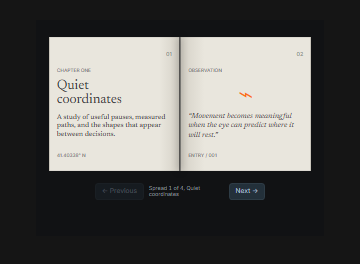 01
CHAPTER ONE
Quiet
coordinates
A study of useful pauses, measured
paths, and the shapes that appear
between decisions.
41.40338° N
02
OBSERVATION
“Movement becomes meaningful
when the eye can predict where it
will rest.”
ENTRY / 001
← Previous
Spread 1 of 4, Quiet
coordinates
Next →